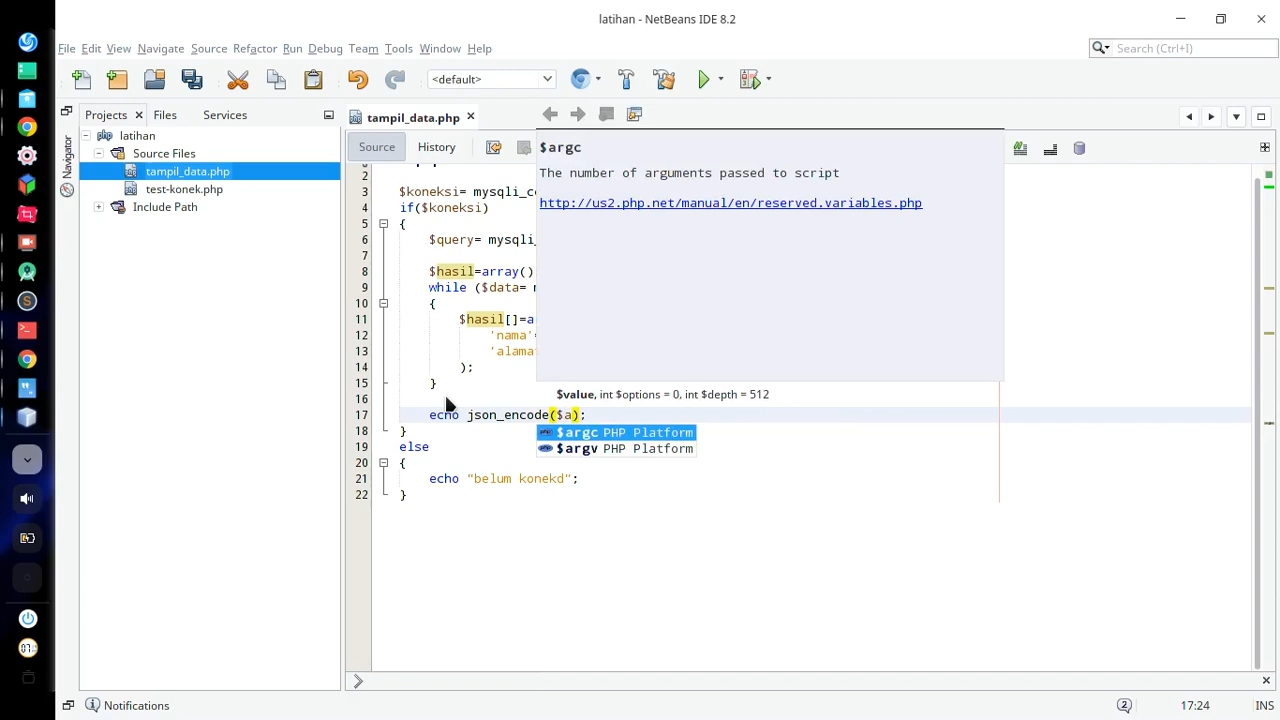 latihan - NetBeans IDE 8.2
File Edit View Navigate Source Refactor Run Debug Team Tools Window Help
Search (Ctrl+I)
<default>
Projects Files Services
tampil_data.php
Navigator
latihan
Source Files
tampil_data.php
test-konek.php
Include Path
Source History
$argc
The number of arguments passed to script
http://us2.php.net/manual/en/reserved.variables.php
2
3 $koneksi= mysqli_co
4 if($koneksi)
5 {
6 $query= mysqli_
7
8 $hasil=array()
9 while ($data=
10 {
11 $hasil[]=a
12 'nama'
13 'alama
14 );
15 }
16
$value, int $options = 0, int $depth = 512
17 echo json_encode($a);
18 }
$argc PHP Platform
19 else
$argv PHP Platform
20 {
21 echo "belum konekd";
22 }
Notifications
2
17:24
INS